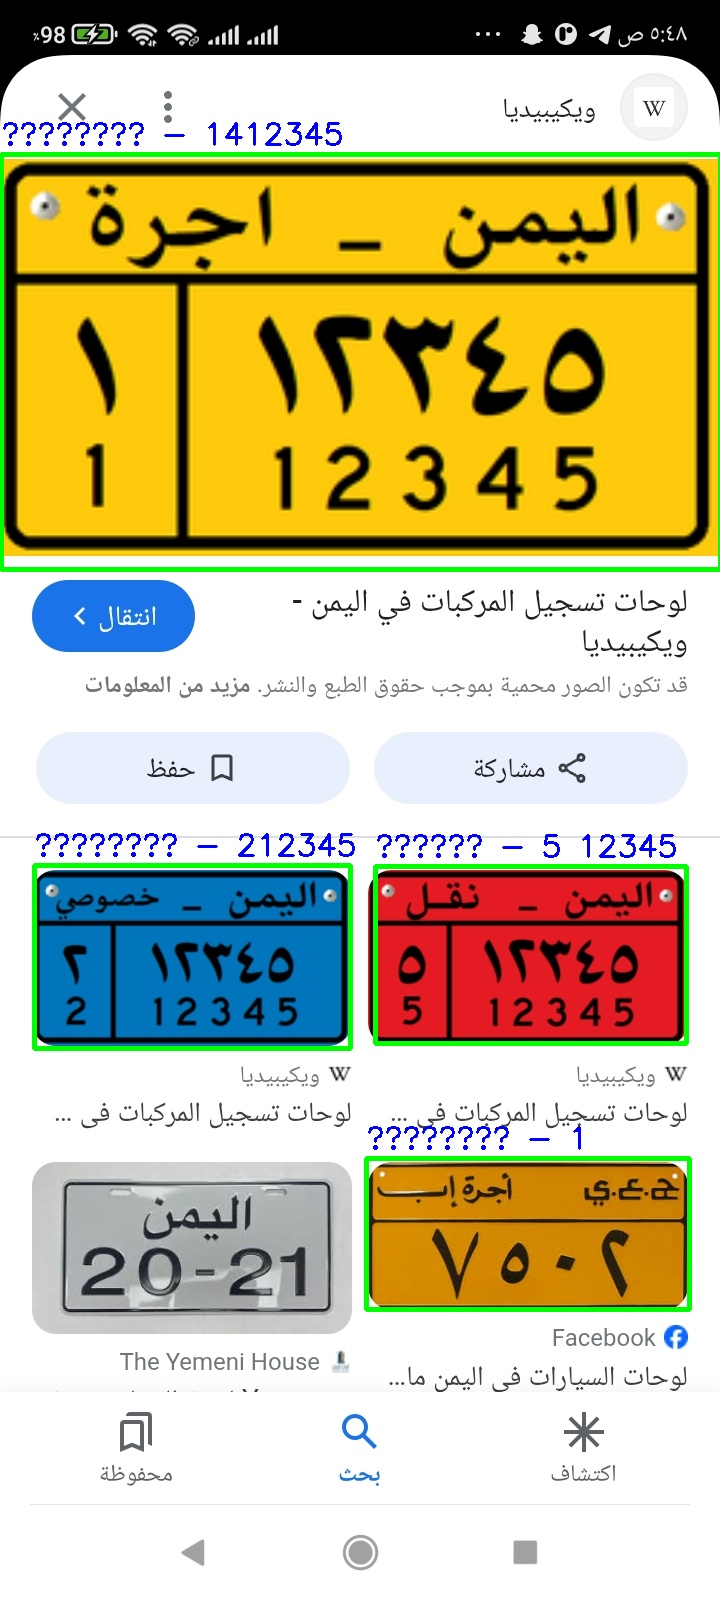 ٥:٤٨ ص ... %98
ويكيبيديا W
???????? – 1412345
اليمن _ اجرة
١ ١٢٣٤٥
1 12345
لوحات تسجيل المركبات في اليمن -
ويكيبيديا
انتقال
قد تكون الصور محمية بموجب حقوق الطبع والنشر. مزيد من المعلومات
مشاركة
حفظ
?????? – 5 12345
اليمن _ نقل
٥ ١٢٣٤٥
5 12345
ويكيبيديا W
لوحات تسجيل المركبات في ...
???????? – 212345
اليمن _ خصوصي
٢ ١٢٣٤٥
2 12345
ويكيبيديا W
لوحات تسجيل المركبات في ...
???????? – 1
ج.ع.ي أجرة إب
٧٥٠٢
Facebook
لوحات السيارات في اليمن ما...
اليمن
20-21
The Yemeni House
اكتشاف
بحث
محفوظة